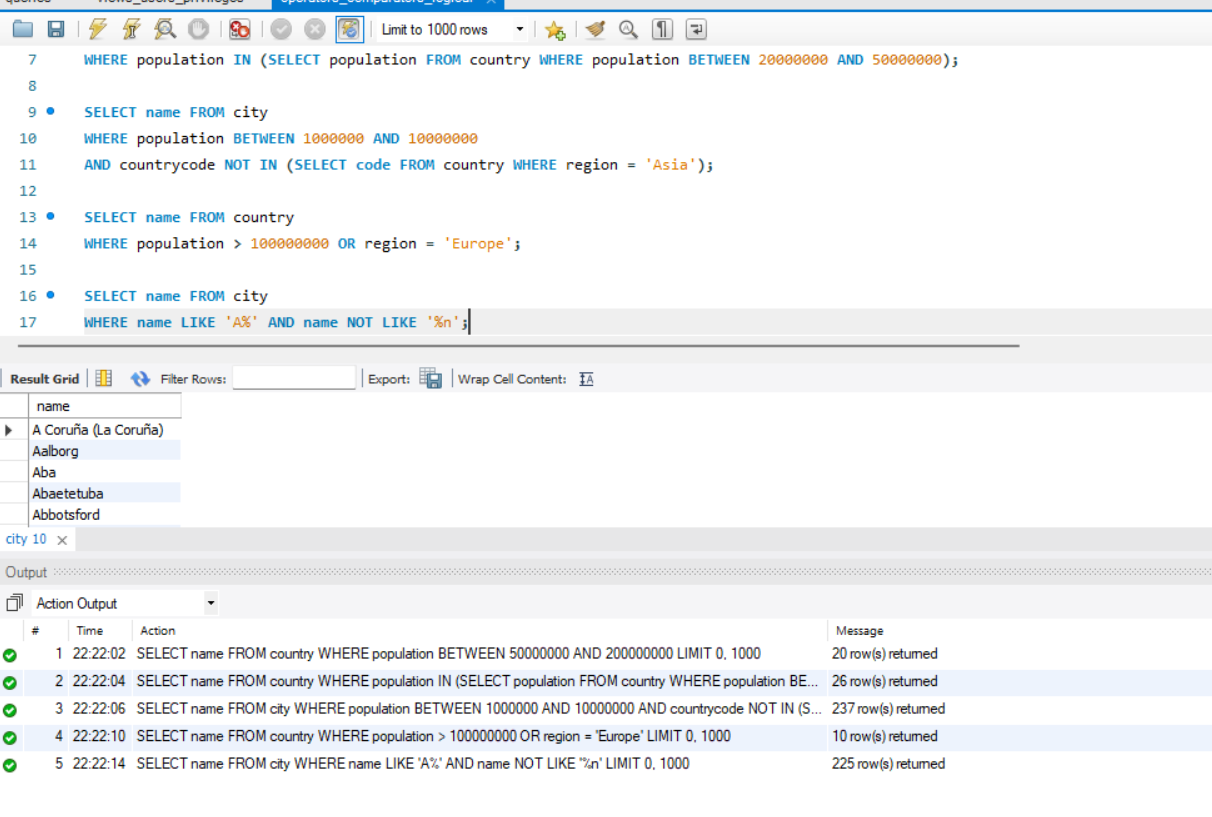 queries
views_users_privileges
operators_comparators_logical
Limit to 1000 rows
7 WHERE population IN (SELECT population FROM country WHERE population BETWEEN 20000000 AND 50000000);
8
9 SELECT name FROM city
10 WHERE population BETWEEN 1000000 AND 10000000
11 AND countrycode NOT IN (SELECT code FROM country WHERE region = 'Asia');
12
13 SELECT name FROM country
14 WHERE population > 100000000 OR region = 'Europe';
15
16 SELECT name FROM city
17 WHERE name LIKE 'A%' AND name NOT LIKE '%n';
Result Grid Filter Rows: Export: Wrap Cell Content: IA
name
A Coruña (La Coruña)
Aalborg
Aba
Abaetetuba
Abbotsford
city 10
Output
Action Output
# Time Action Message
1 22:22:02 SELECT name FROM country WHERE population BETWEEN 50000000 AND 200000000 LIMIT 0, 1000 20 row(s) returned
2 22:22:04 SELECT name FROM country WHERE population IN (SELECT population FROM country WHERE population BE... 26 row(s) returned
3 22:22:06 SELECT name FROM city WHERE population BETWEEN 1000000 AND 10000000 AND countrycode NOT IN (S... 237 row(s) returned
4 22:22:10 SELECT name FROM country WHERE population > 100000000 OR region = 'Europe' LIMIT 0, 1000 10 row(s) returned
5 22:22:14 SELECT name FROM city WHERE name LIKE 'A%' AND name NOT LIKE '%n' LIMIT 0, 1000 225 row(s) returned